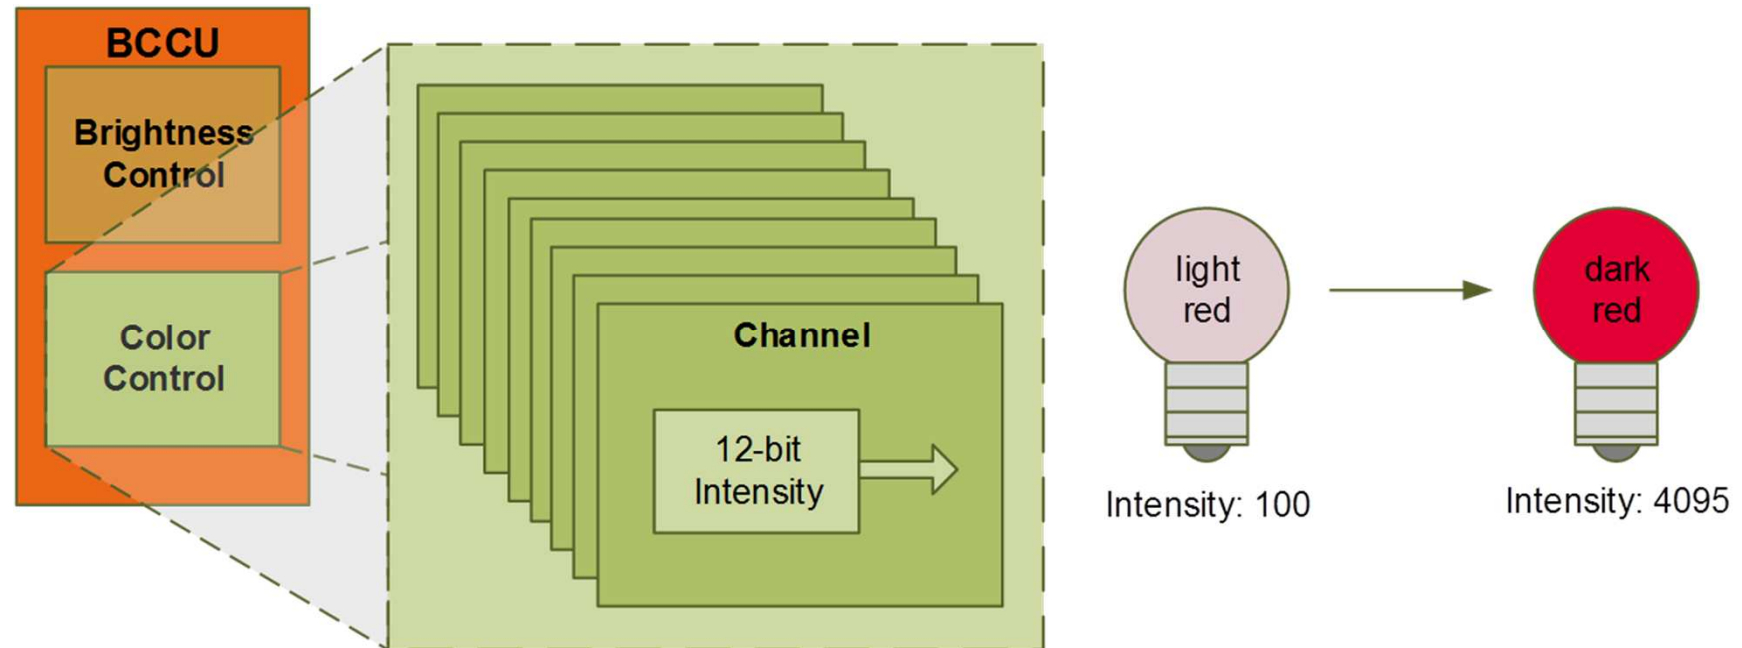 BCCU
Brightness
Control
Color
Control
Channel
12-bit
Intensity
light
red
Intensity: 100
dark
red
Intensity: 4095